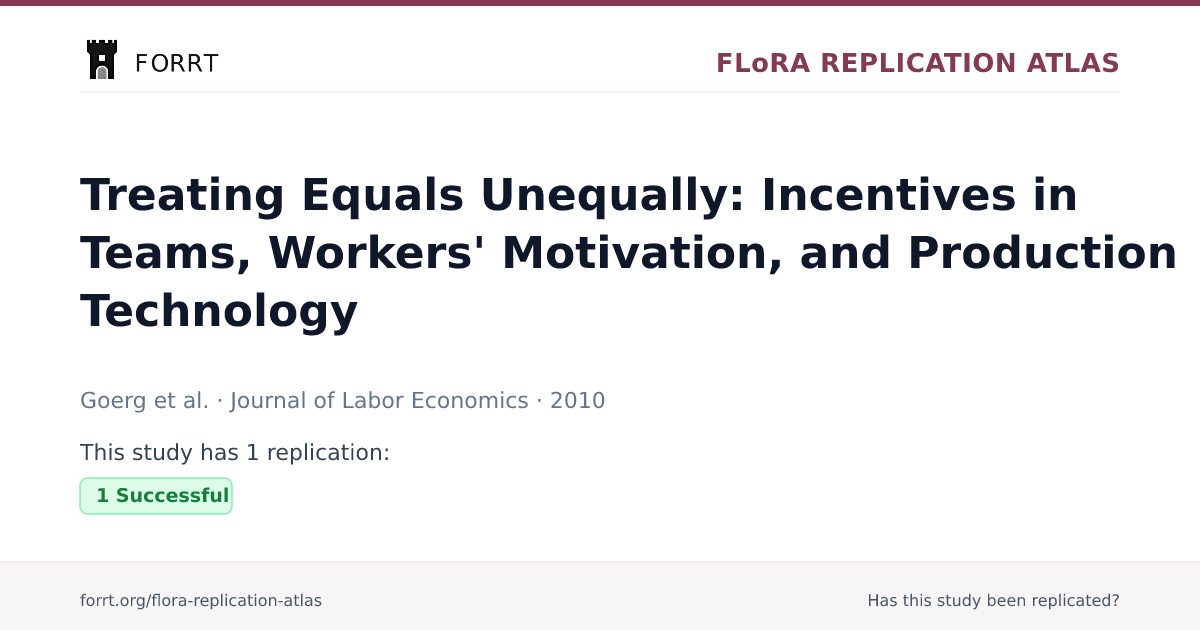 FORRT
FLoRA REPLICATION ATLAS
Treating Equals Unequally: Incentives in
Teams, Workers' Motivation, and Production
Technology
Goerg et al. · Journal of Labor Economics · 2010
This study has 1 replication:
1 Successful
forrt.org/flora-replication-atlas
Has this study been replicated?